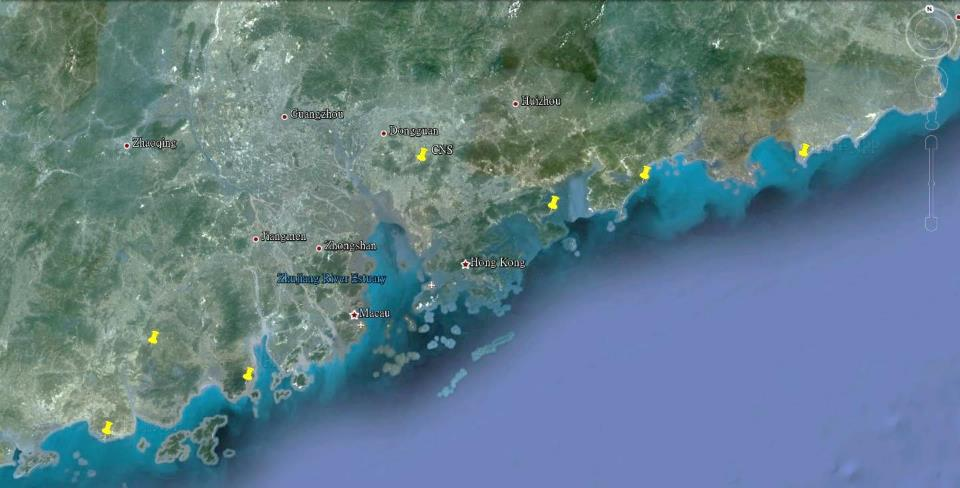 N
Huizhou
Guangzhou
Dongguan
Zhaoqing
CNS
Jiangmen
Zhongshan
Hong Kong
Zhujiang River Estuary
Macau